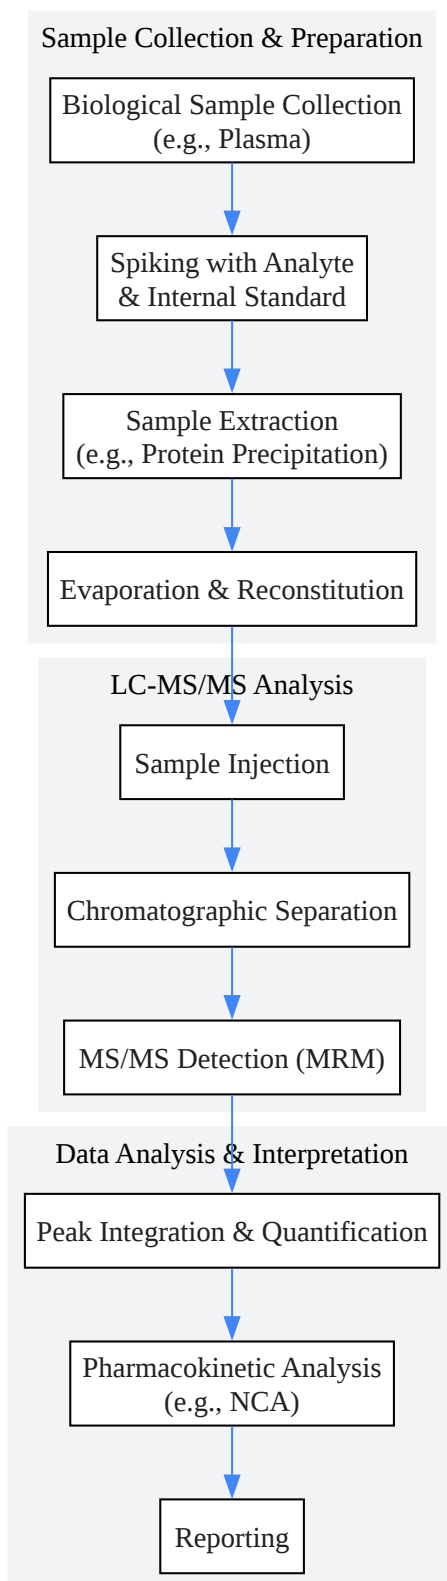 Sample Collection & Preparation
Biological Sample Collection
(e.g., Plasma)
Spiking with Analyte
& Internal Standard
Sample Extraction
(e.g., Protein Precipitation)
Evaporation & Reconstitution
LC-MS/MS Analysis
Sample Injection
Chromatographic Separation
MS/MS Detection (MRM)
Data Analysis & Interpretation
Peak Integration & Quantification
Pharmacokinetic Analysis
(e.g., NCA)
Reporting